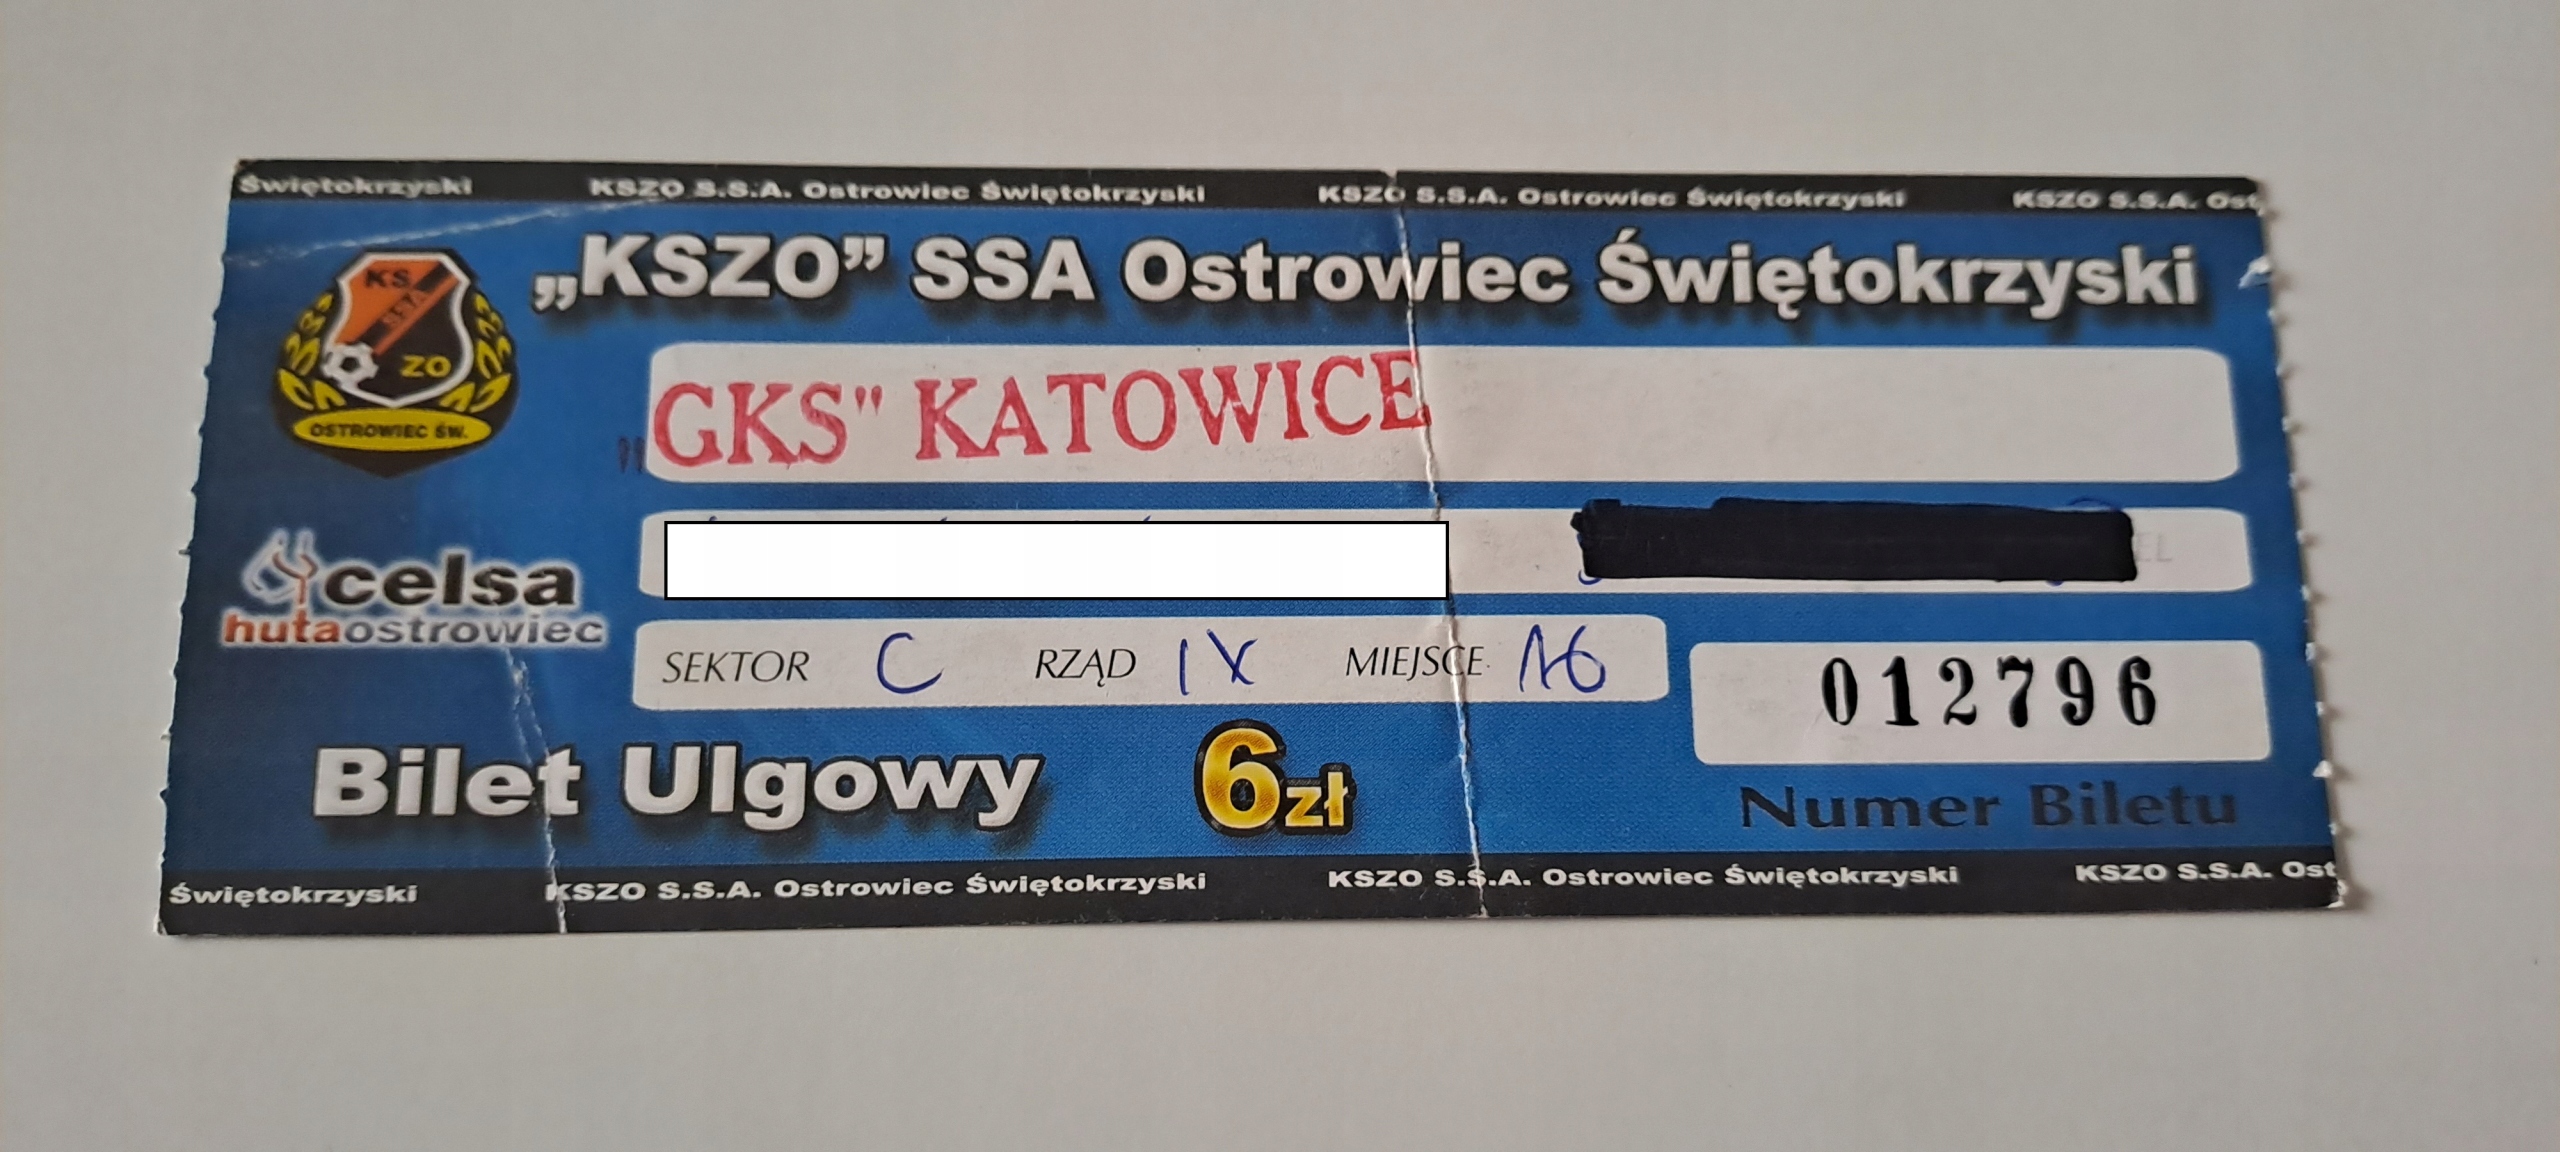 Świętokrzyski KSZO S.S.A. Ostrowiec Świętokrzyski KSZO S.S.A. Ostrowiec Świętokrzyski KSZO S.S.A. Ost
„KSZO” SSA Ostrowiec Świętokrzyski
KS
SSA
ZO
OSTROWIEC ŚW.
„GKS" KATOWICE
celsa
hutaostrowiec
SEKTOR C RZĄD IX MIEJSCE 16
012796
Bilet Ulgowy 6zł
Numer Biletu
Świętokrzyski KSZO S.S.A. Ostrowiec Świętokrzyski KSZO S.S.A. Ostrowiec Świętokrzyski KSZO S.S.A. Ost